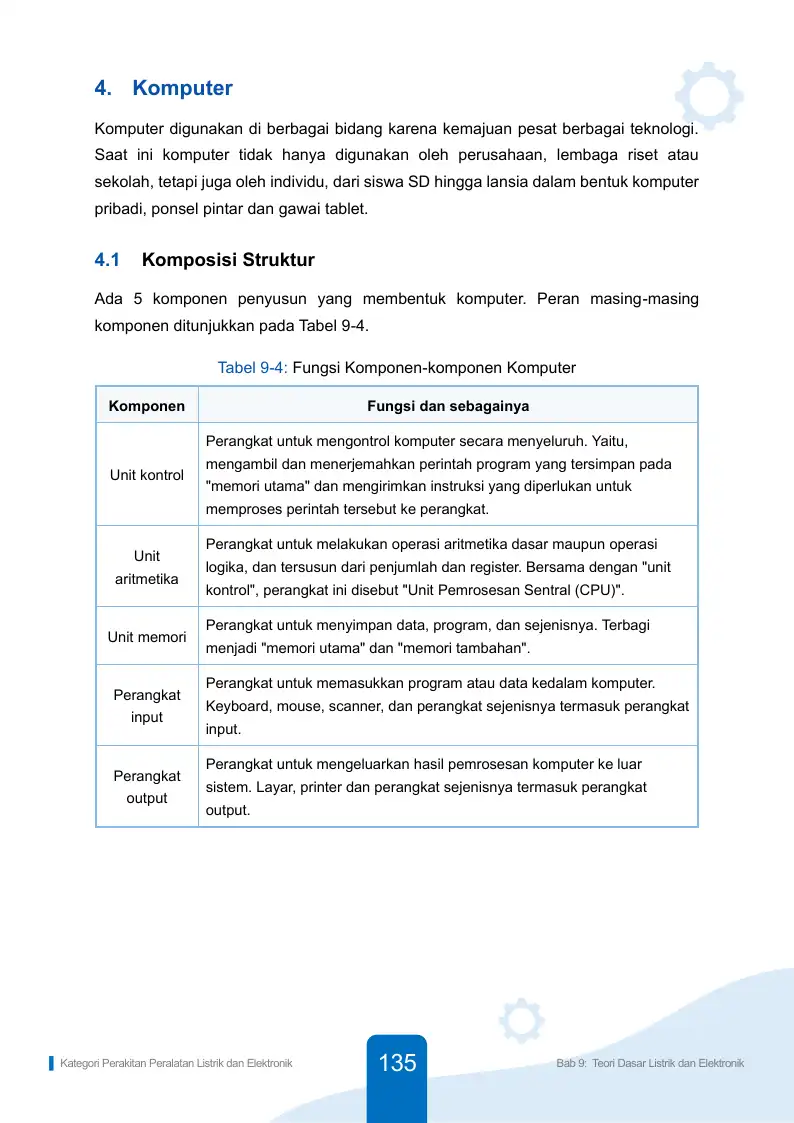 4. Komputer
Komputer digunakan di berbagai bidang karena kemajuan pesat berbagai teknologi.
Saat ini komputer tidak hanya digunakan oleh perusahaan, lembaga riset atau
sekolah, tetapi juga oleh individu, dari siswa SD hingga lansia dalam bentuk komputer
pribadi, ponsel pintar dan gawai tablet.
4.1 Komposisi Struktur
Ada 5 komponen penyusun yang membentuk komputer. Peran masing-masing
komponen ditunjukkan pada Tabel 9-4.
Tabel 9-4: Fungsi Komponen-komponen Komputer
Komponen
Fungsi dan sebagainya
Unit kontrol
Perangkat untuk mengontrol komputer secara menyeluruh. Yaitu,
mengambil dan menerjemahkan perintah program yang tersimpan pada
"memori utama" dan mengirimkan instruksi yang diperlukan untuk
memproses perintah tersebut ke perangkat.
Unit
aritmetika
Perangkat untuk melakukan operasi aritmetika dasar maupun operasi
logika, dan tersusun dari penjumlah dan register. Bersama dengan "unit
kontrol", perangkat ini disebut "Unit Pemrosesan Sentral (CPU)".
Unit memori
Perangkat untuk menyimpan data, program, dan sejenisnya. Terbagi
menjadi "memori utama" dan "memori tambahan".
Perangkat
input
Perangkat untuk memasukkan program atau data kedalam komputer.
Keyboard, mouse, scanner, dan perangkat sejenisnya termasuk perangkat
input.
Perangkat
output
Perangkat untuk mengeluarkan hasil pemrosesan komputer ke luar
sistem. Layar, printer dan perangkat sejenisnya termasuk perangkat
output.
Kategori Perakitan Peralatan Listrik dan Elektronik
135
Bab 9: Teori Dasar Listrik dan Elektronik